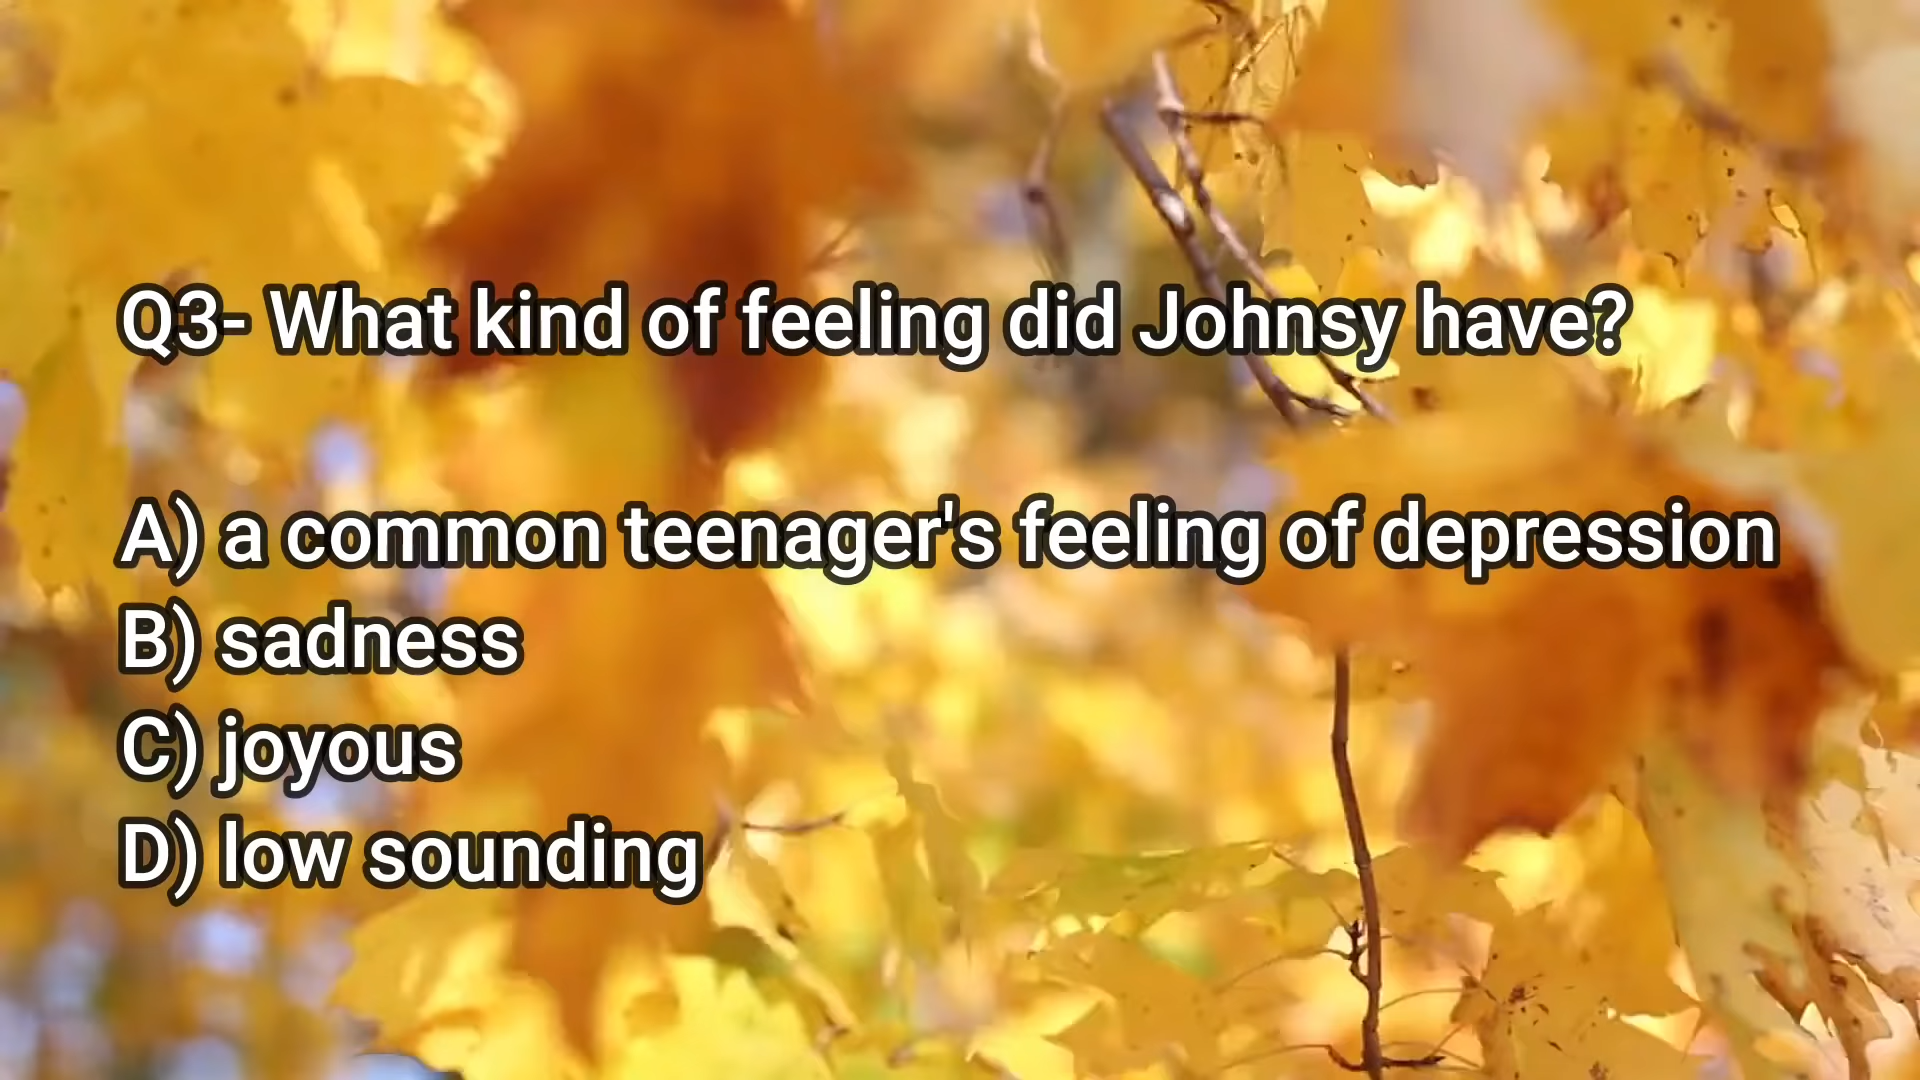 Q3- What kind of feeling did Johnsy have?
A) a common teenager's feeling of depression
B) sadness
C) joyous
D) low sounding